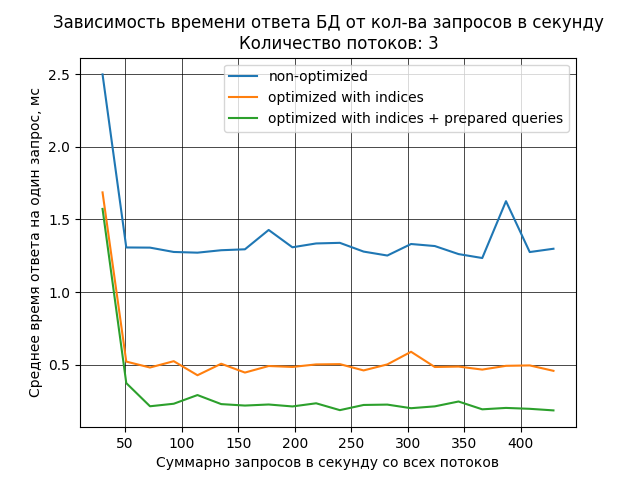 Зависимость времени ответа БД от кол-ва запросов в секунду
Количество потоков: 3
non-optimized
optimized with indices
optimized with indices + prepared queries
Среднее время ответа на один запрос, мс
2.5
2.0
1.5
1.0
0.5
50
100
150
200
250
300
350
400
Суммарно запросов в секунду со всех потоков